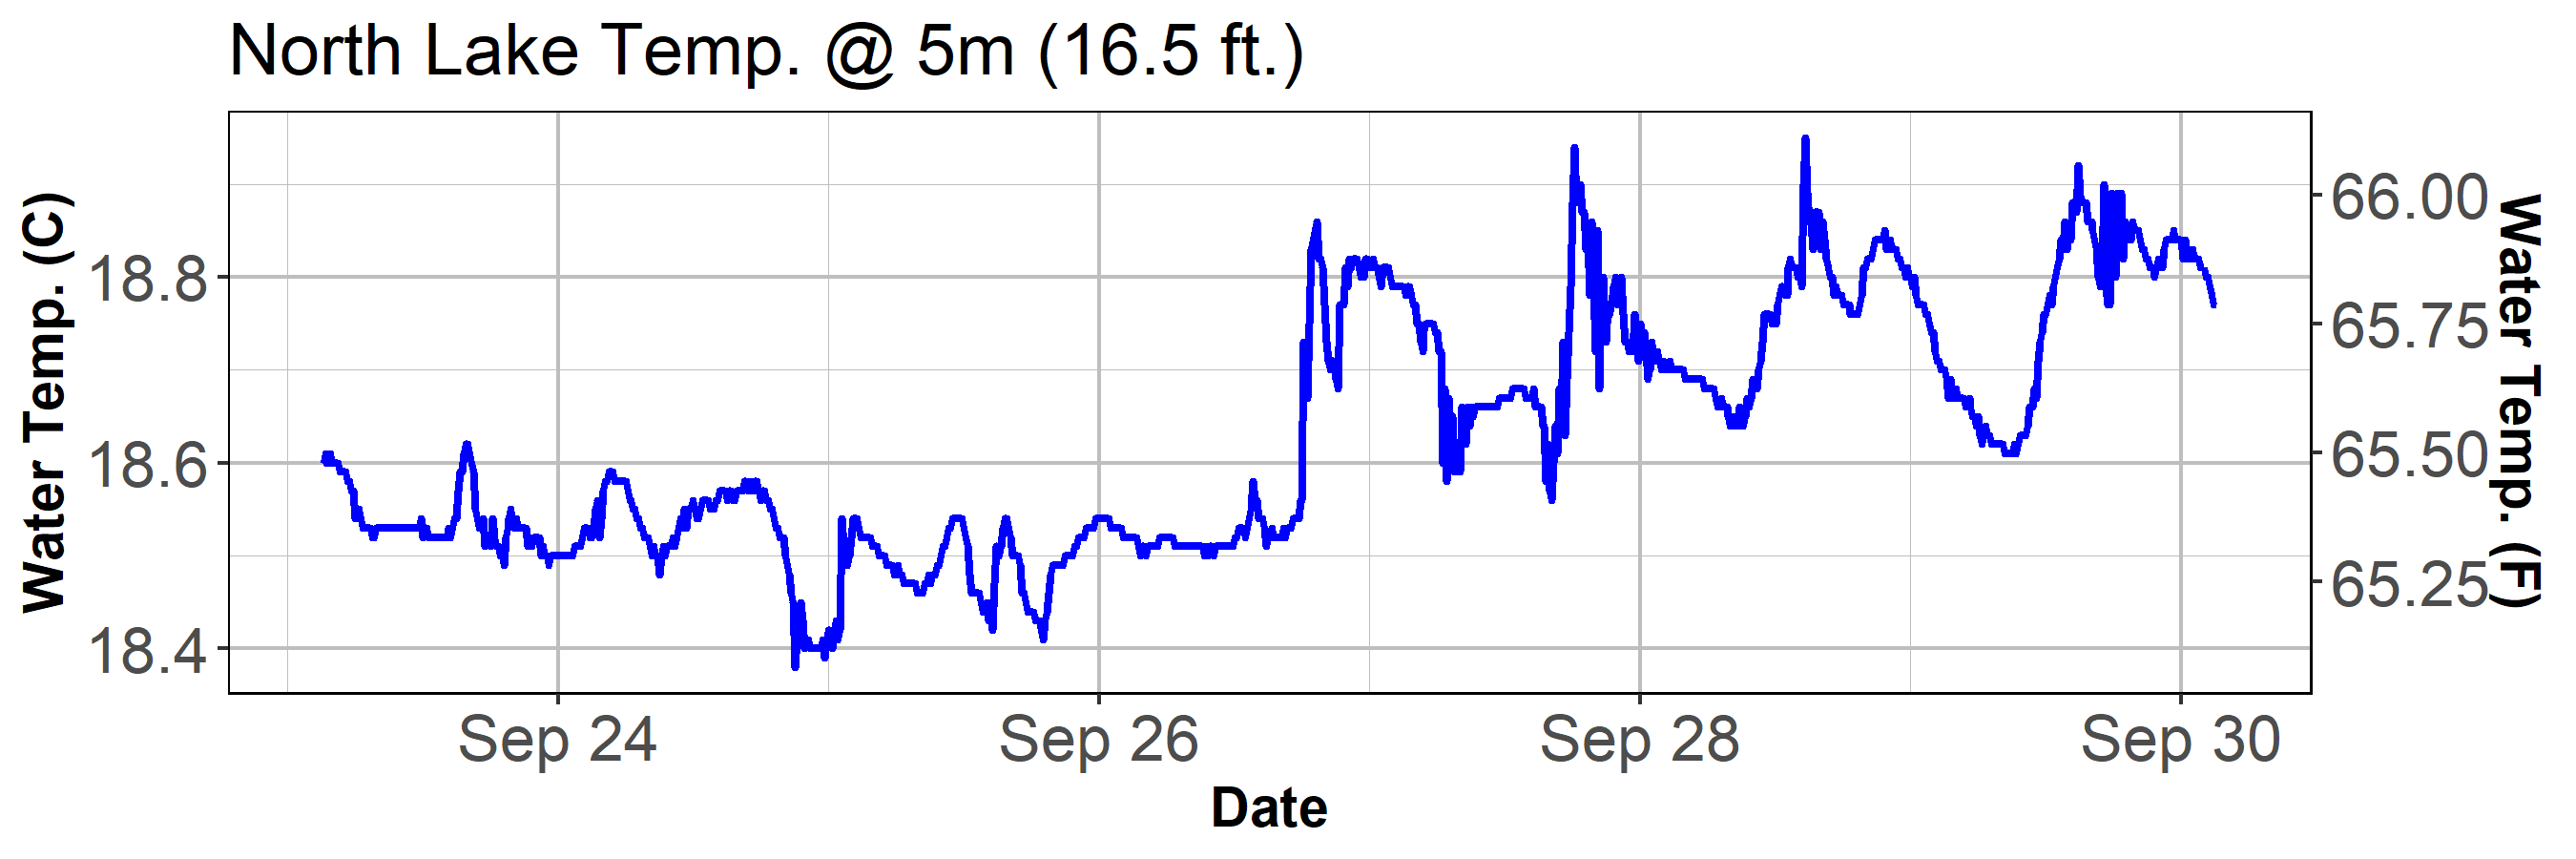 North Lake Temp. @ 5m (16.5 ft.)
Water Temp. (C)
18.8
18.6
18.4
66.00
65.75
65.50
65.25
Water Temp. (F)
Sep 24 Sep 26 Sep 28 Sep 30
Date